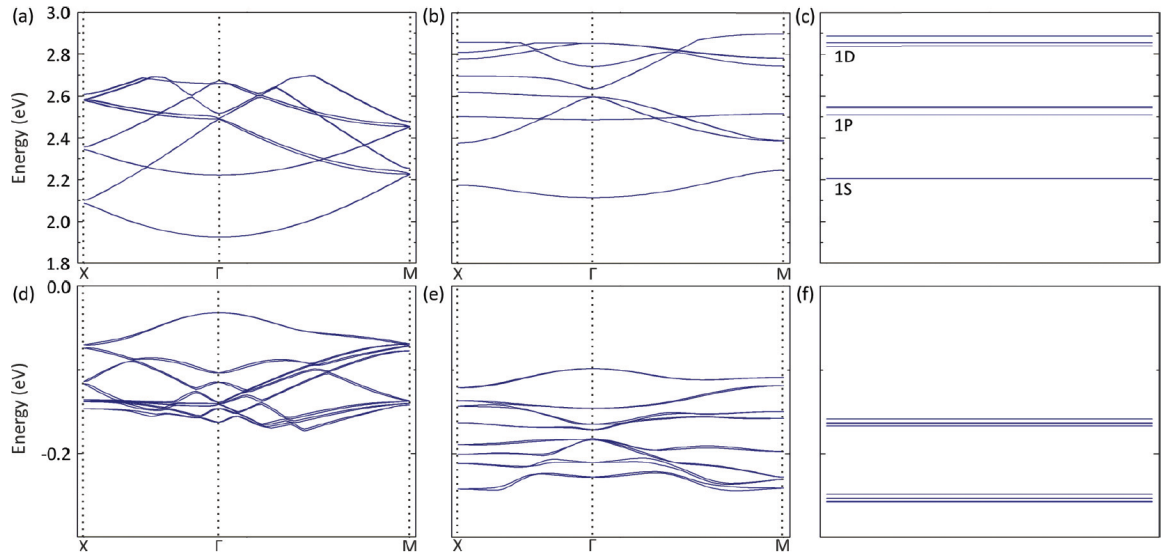 (a) (b) (c)
3.0
2.8
2.6
2.4
2.2
2.0
1.8
Energy (eV)
1D
1P
1S
X Γ M X Γ M
(d) (e) (f)
0.0
-0.2
Energy (eV)
X Γ M X Γ M